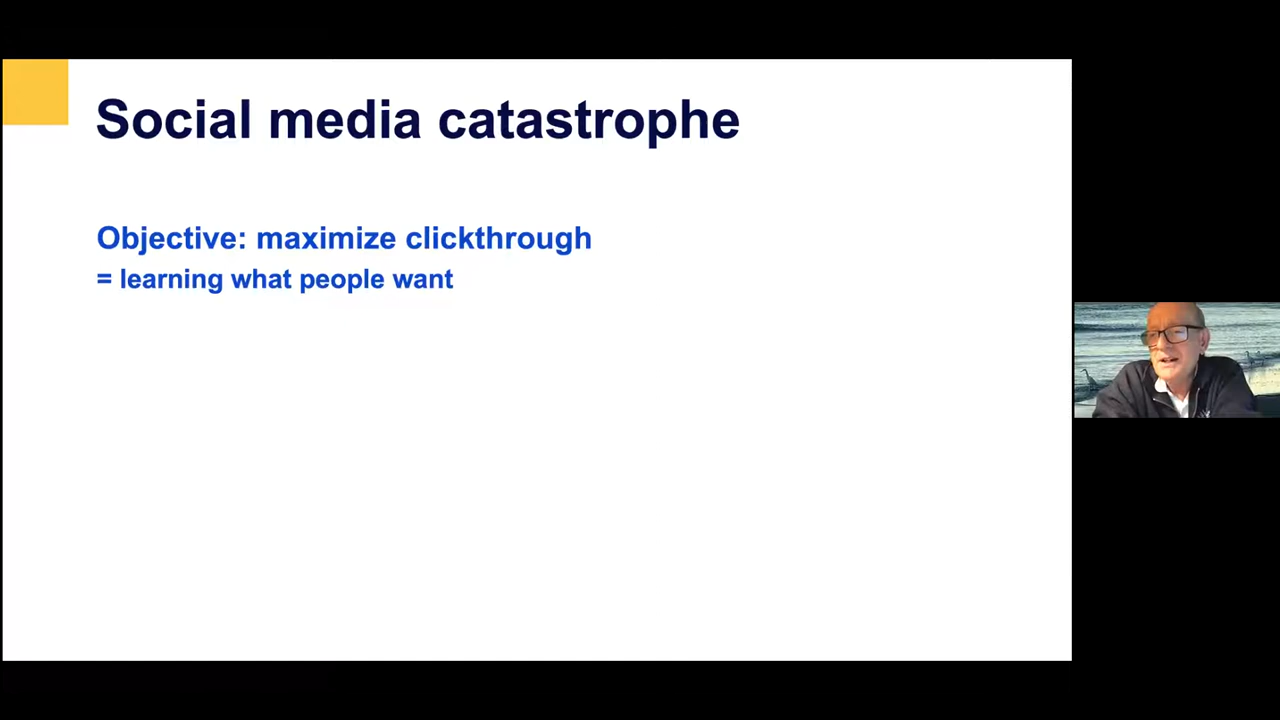 Social media catastrophe
Objective: maximize clickthrough
= learning what people want